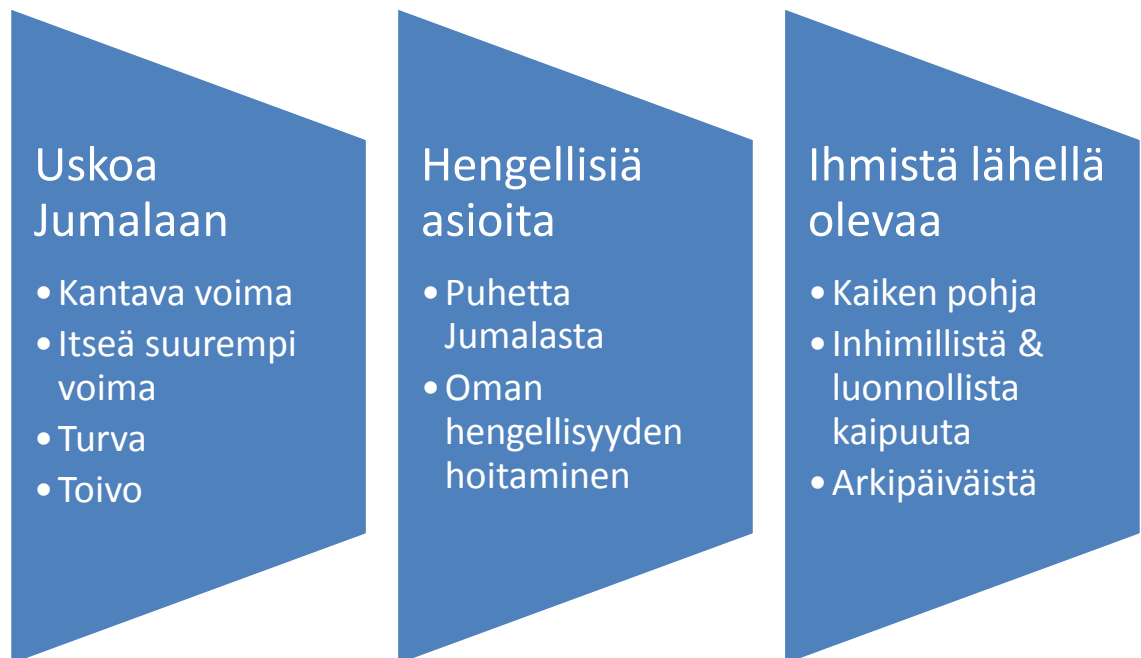 Uskoa
Jumalaan
• Kantava voima
• Itseä suurempi
voima
• Turva
• Toivo
Hengellisiä
asioita
• Puhetta
Jumalasta
• Oman
hengellisyyden
hoitaminen
Ihmistä lähellä
olevaa
• Kaiken pohja
• Inhimillistä &
luonnollista
kaipuuta
• Arkipäiväistä